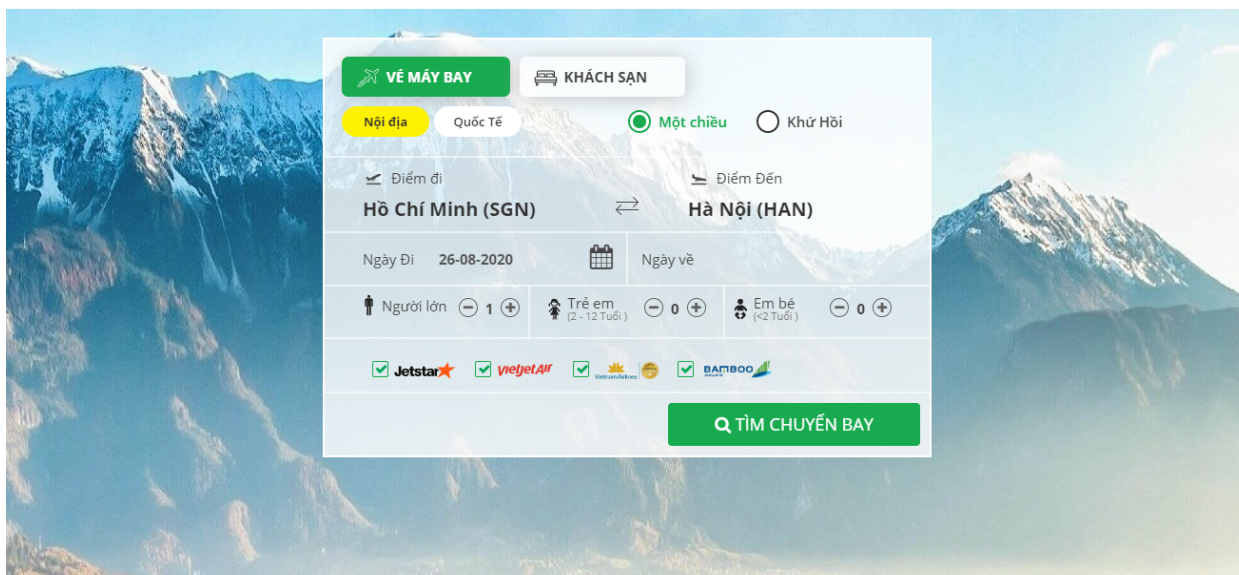 VÉ MÁY BAY KHÁCH SẠN
Nội địa Quốc Tế Một chiều Khứ Hồi
Điểm đi Điểm Đến
Hồ Chí Minh (SGN) Hà Nội (HAN)
Ngày Đi 26-08-2020 Ngày về
Người lớn 1 Trẻ em 0 Em bé 0
(2 - 12 Tuổi ) (<2 Tuổi )
Jetstar vietjetAir VietnamAirlines BAMBOO
AIRWAYS
TÌM CHUYẾN BAY